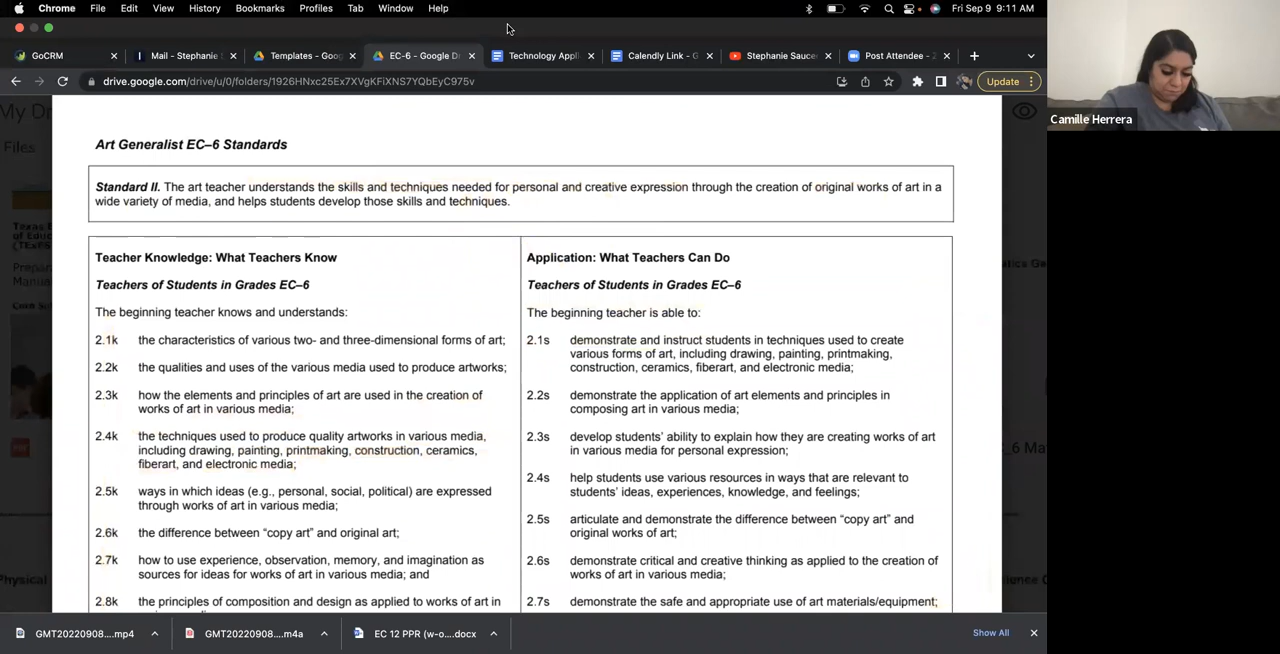 Chrome File Edit View History Bookmarks Profiles Tab Window Help Fri Sep 9 9:11 AM
GoCRM Mail - Stephanie Templates - Goog EC-6 - Google Dr Technology Appli Calendly Link - G Stephanie Sauce Post Attendee - Z
drive.google.com/drive/u/0/folders/1926HNxc25Ex7XVgKFiXNS7YQbEyC975v Update
Camille Herrera
My Dr
Files
Art Generalist EC–6 Standards
Standard II. The art teacher understands the skills and techniques needed for personal and creative expression through the creation of original works of art in a
wide variety of media, and helps students develop those skills and techniques.
Teacher Knowledge: What Teachers Know
Teachers of Students in Grades EC–6
The beginning teacher knows and understands:
2.1k the characteristics of various two- and three-dimensional forms of art;
2.2k the qualities and uses of the various media used to produce artworks;
2.3k how the elements and principles of art are used in the creation of
works of art in various media;
2.4k the techniques used to produce quality artworks in various media,
including drawing, painting, printmaking, construction, ceramics,
fiberart, and electronic media;
2.5k ways in which ideas (e.g., personal, social, political) are expressed
through works of art in various media;
2.6k the difference between “copy art” and original art;
2.7k how to use experience, observation, memory, and imagination as
sources for ideas for works of art in various media; and
2.8k the principles of composition and design as applied to works of art in
Application: What Teachers Can Do
Teachers of Students in Grades EC–6
The beginning teacher is able to:
2.1s demonstrate and instruct students in techniques used to create
various forms of art, including drawing, painting, printmaking,
construction, ceramics, fiberart, and electronic media;
2.2s demonstrate the application of art elements and principles in
composing art in various media;
2.3s develop students’ ability to explain how they are creating works of art
in various media for personal expression;
2.4s help students use various resources in ways that are relevant to
students’ ideas, experiences, knowledge, and feelings;
2.5s articulate and demonstrate the difference between “copy art” and
original works of art;
2.6s demonstrate critical and creative thinking as applied to the creation of
works of art in various media;
2.7s demonstrate the safe and appropriate use of art materials/equipment;
Physical
GMT20220908....mp4 GMT20220908....m4a EC 12 PPR (w-o....docx Show All